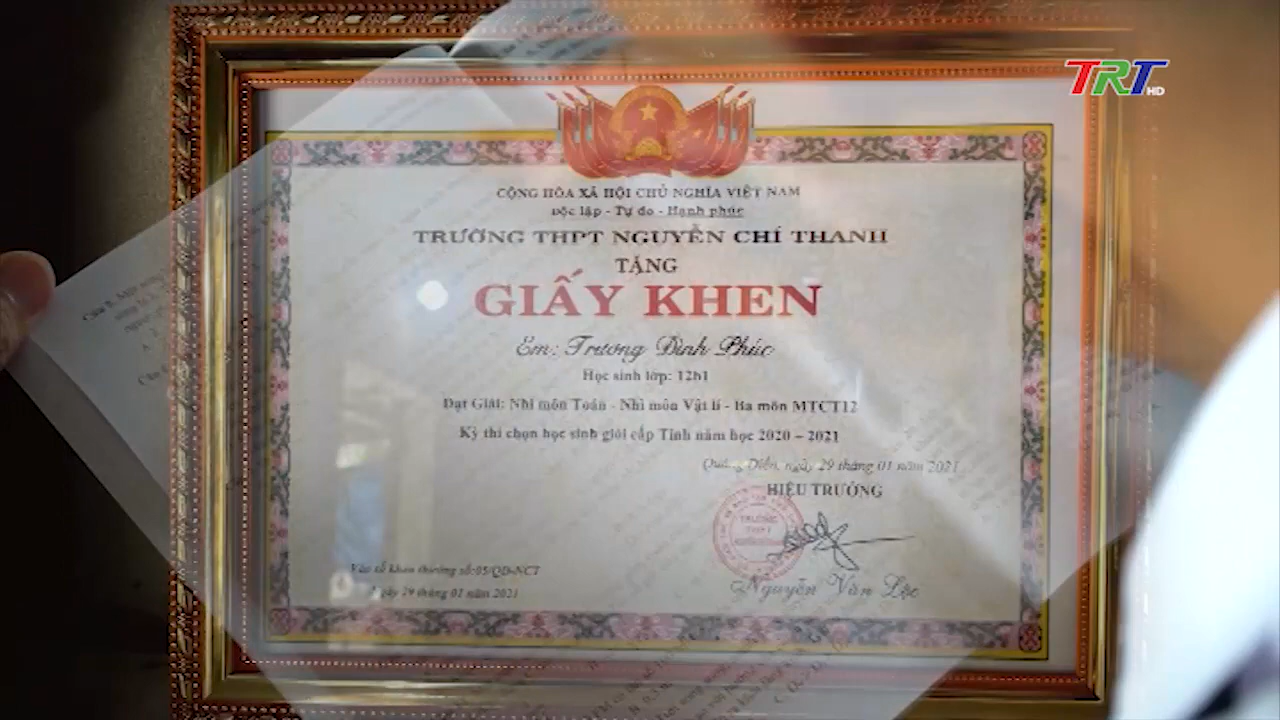 TRT HD
CỘNG HÒA XÃ HỘI CHỦ NGHĨA VIỆT NAM
Độc lập - Tự do - Hạnh phúc
TRƯỜNG THPT NGUYỄN CHÍ THANH
TẶNG
GIẤY KHEN
Em: Trương Đình Phúc
Học sinh lớp: 12b1
Đạt Giải: Nhì môn Toán - Nhì môn Vật lí - Ba môn MTCT12
Kỳ thi chọn học sinh giỏi cấp Tỉnh năm học 2020 – 2021
Quảng Điền, ngày 29 tháng 01 năm 2021
HIỆU TRƯỞNG
Nguyễn Văn Lộc
Vào sổ khen thưởng số:05/QĐ-NCT
Ngày 29 tháng 01 năm 2021